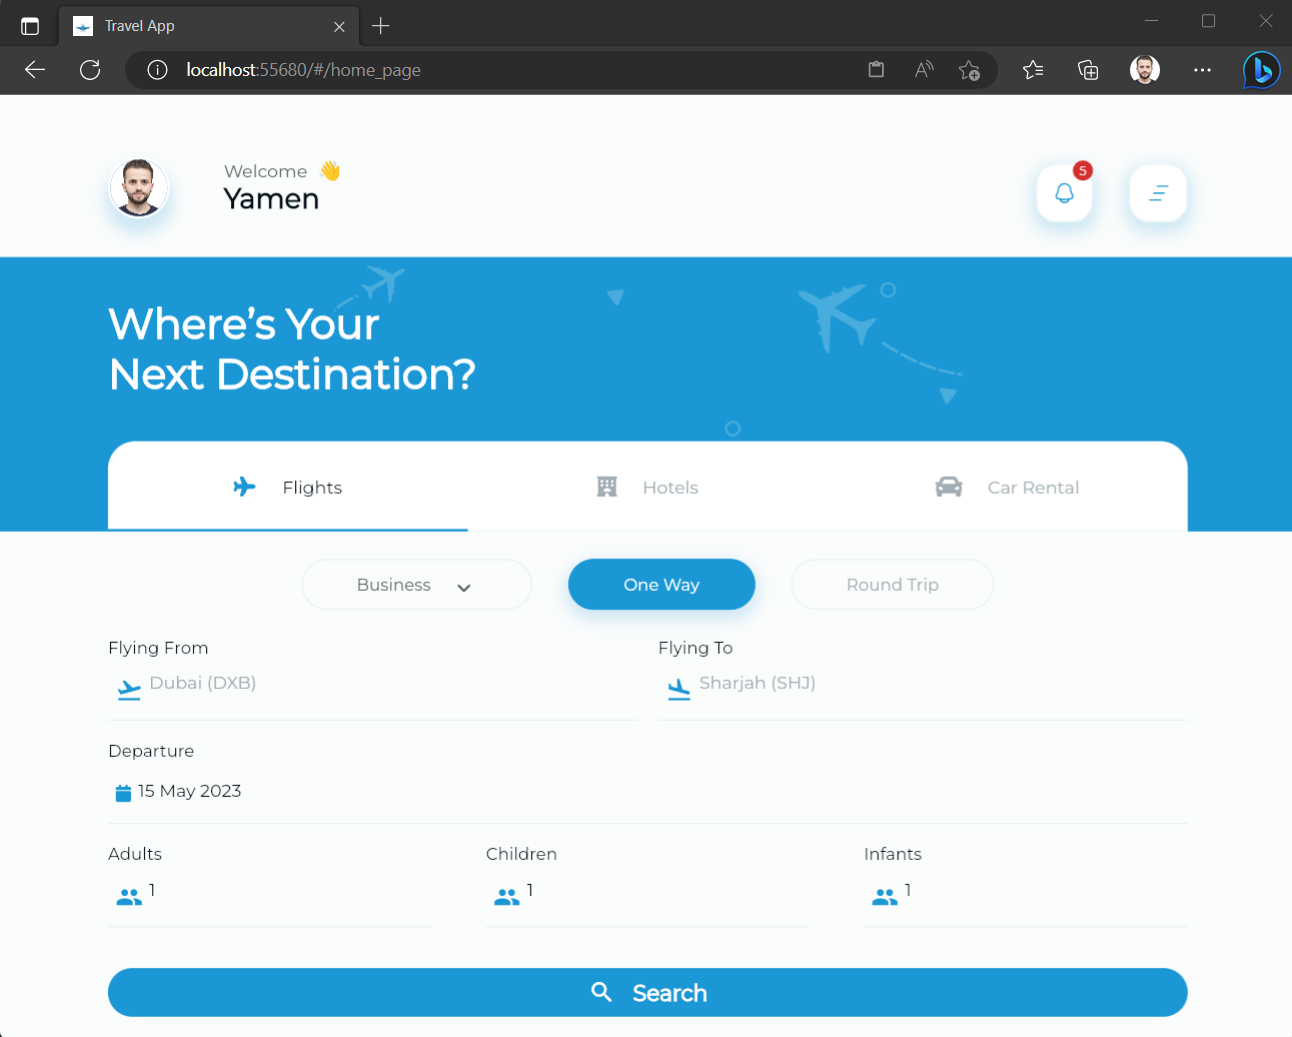 Travel App
localhost:55680/#/home_page
Welcome 👋
Yamen
5
Where's Your
Next Destination?
Flights
Hotels
Car Rental
Business
One Way
Round Trip
Flying From
Flying To
Dubai (DXB)
Sharjah (SHJ)
Departure
15 May 2023
Adults
Children
Infants
1
1
1
Search